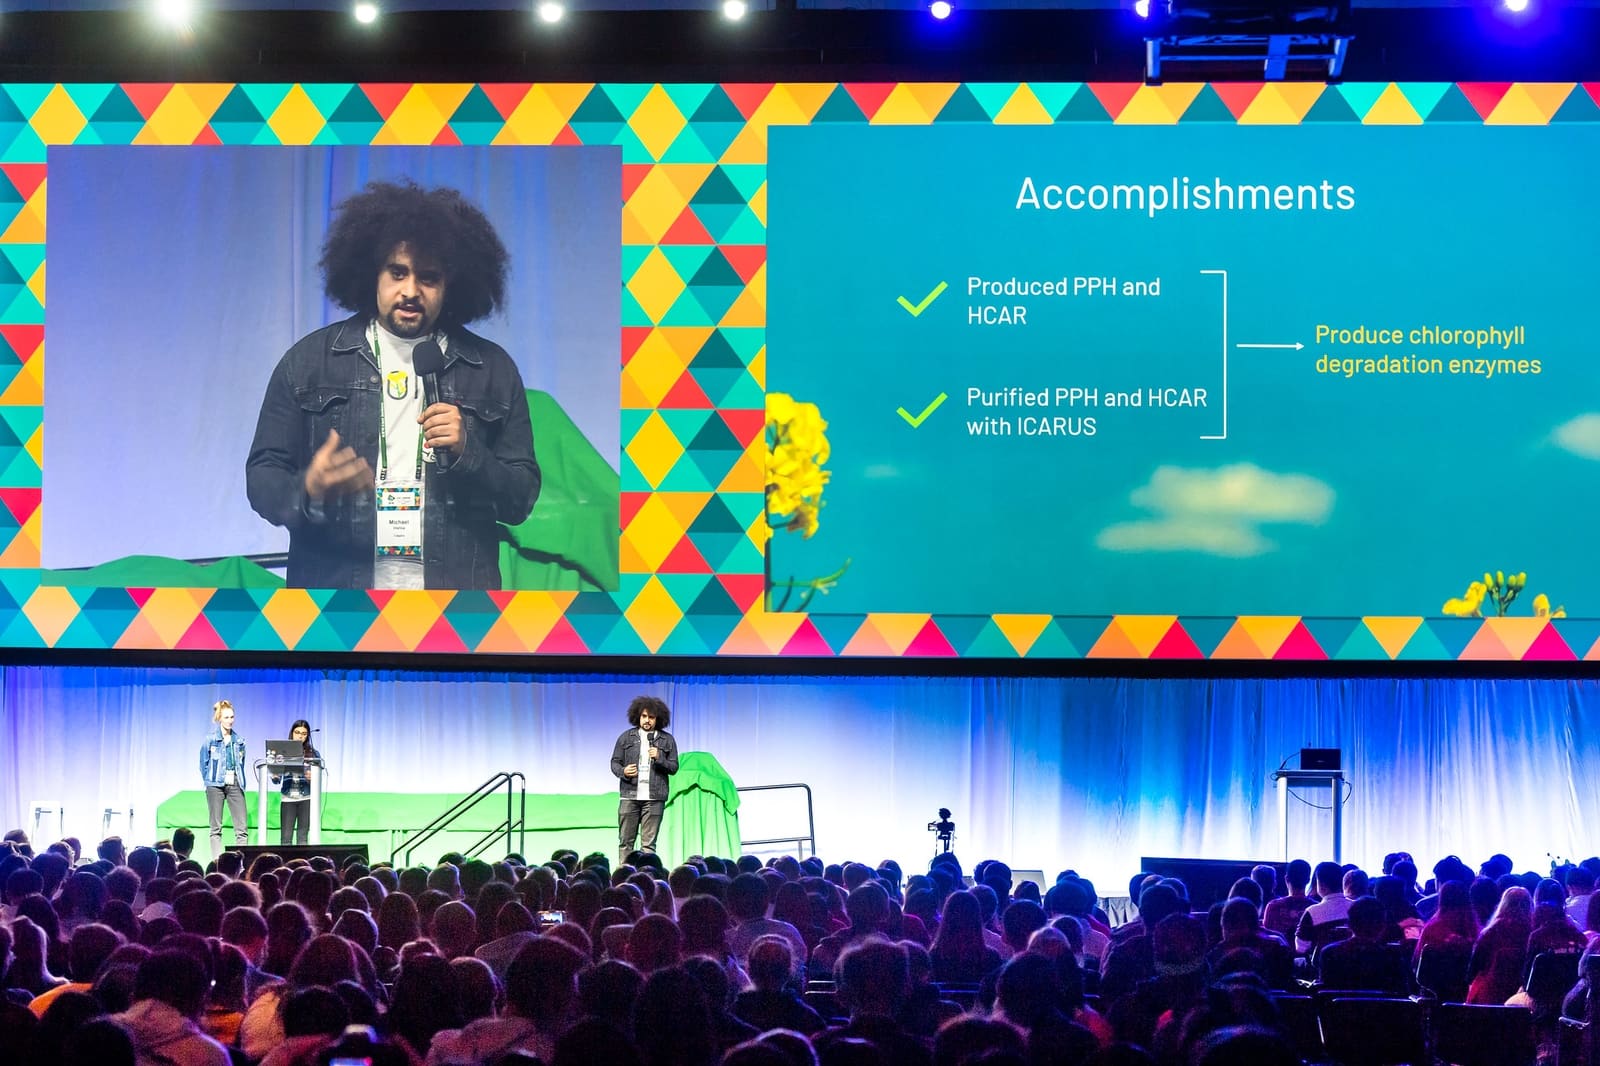 Accomplishments
Produced PPH and
HCAR
Purified PPH and HCAR
with ICARUS
Produce chlorophyll
degradation enzymes
Michael